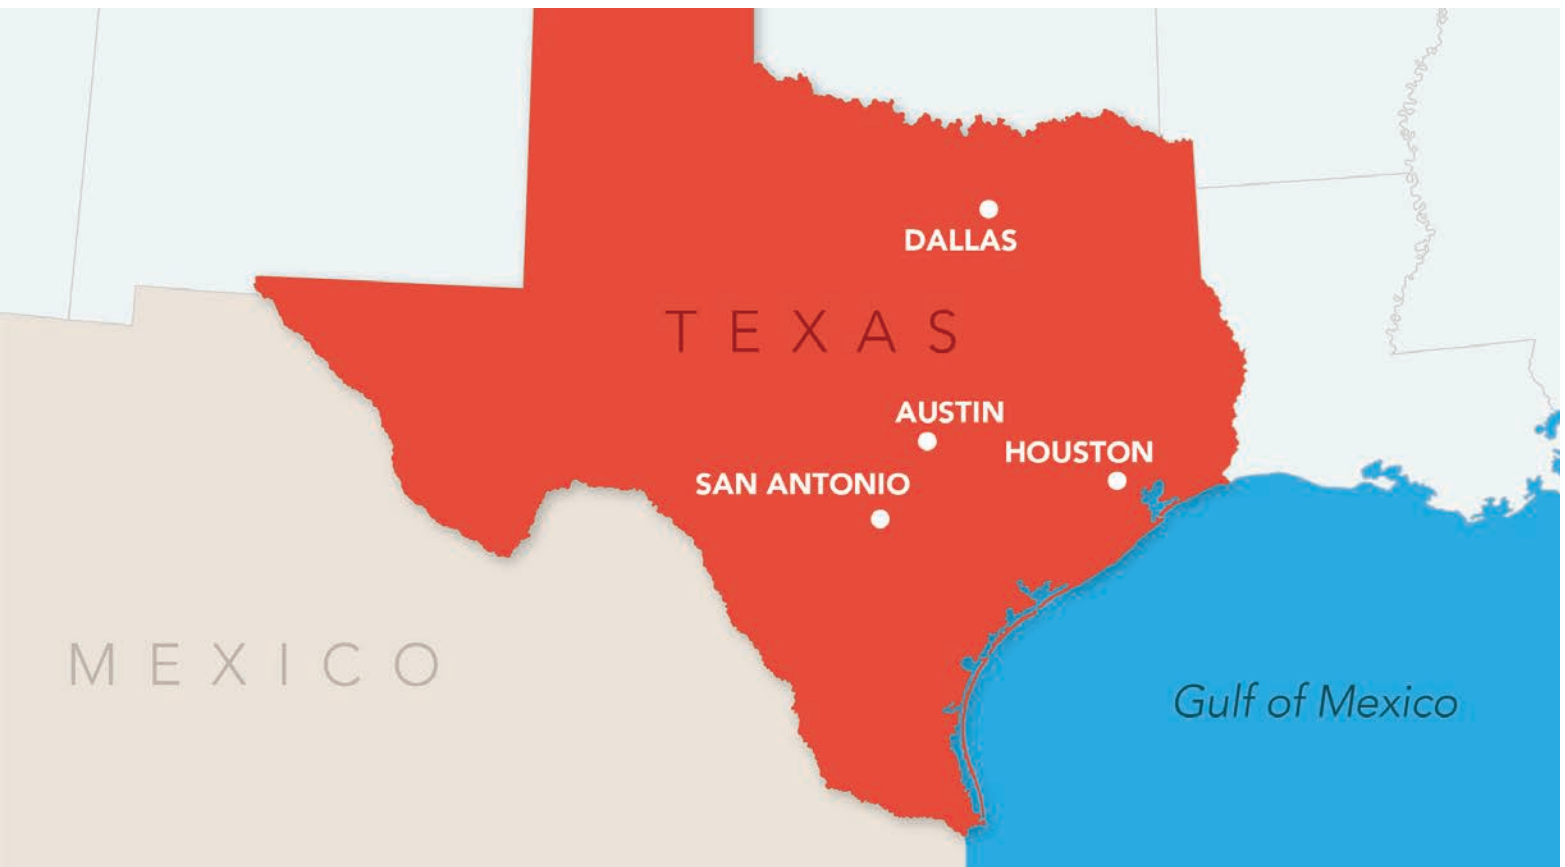 DALLAS
TEXAS
AUSTIN
HOUSTON
SAN ANTONIO
MEXICO
Gulf of Mexico